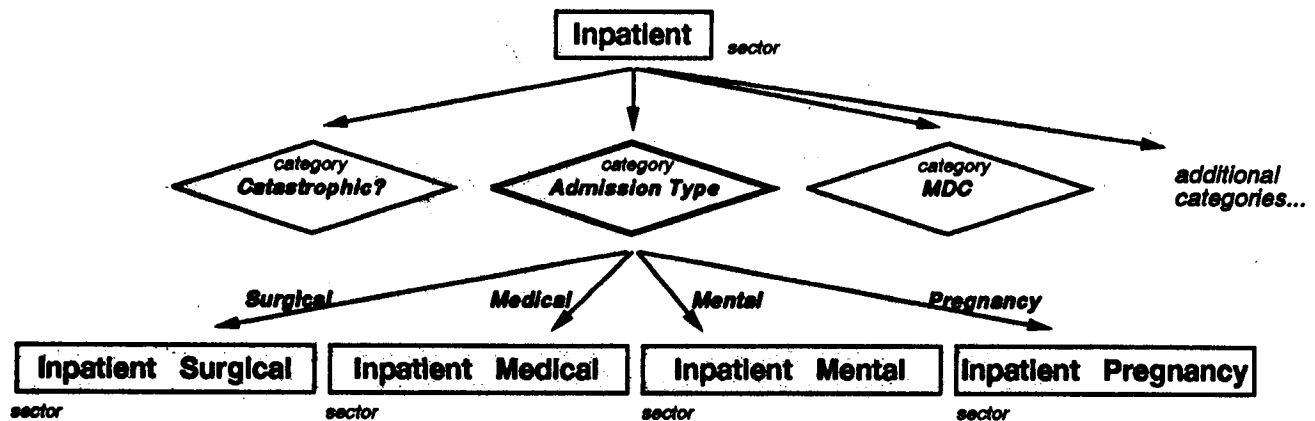 Inpatient
sector
category
Catastrophic?
category
Admission Type
category
MDC
additional
categories...
Surgical
Medical
Mental
Pregnancy
Inpatient Surgical
Inpatient Medical
Inpatient Mental
Inpatient Pregnancy
sector
sector
sector
sector